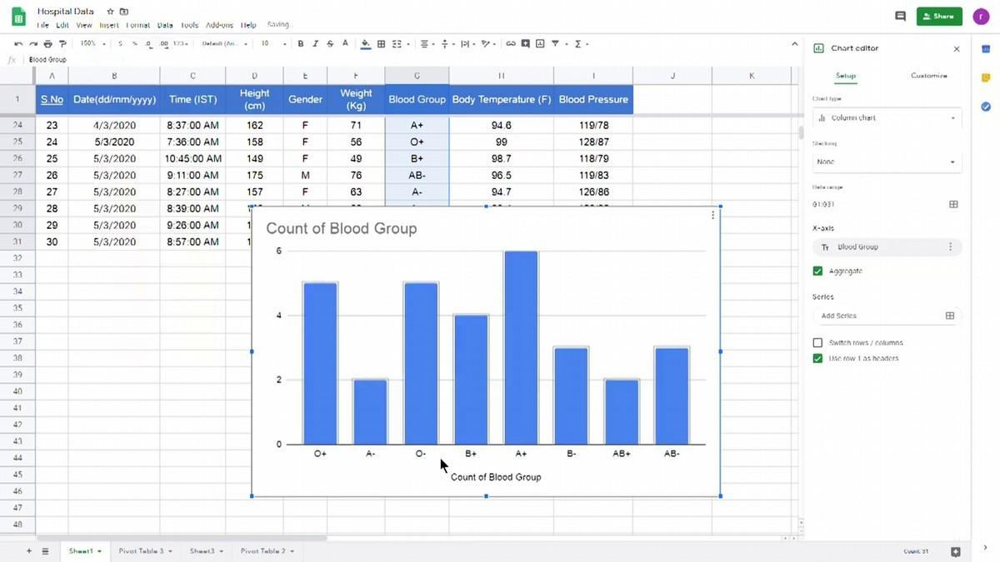 Hospital Data
File Edit View Insert Format Data Tools Add-ons Help Saving...
Share
r
150% $ % .0 .00 123 Default (Ari... 10 B I S A
fx Blood Group
A B C D E F G H I J K
1 S.No Date(dd/mm/yyyy) Time (IST) Height (cm) Gender Weight (Kg) Blood Group Body Temperature (F) Blood Pressure
24 23 4/3/2020 8:37:00 AM 162 F 71 A+ 94.6 119/78
25 24 5/3/2020 7:36:00 AM 158 F 56 O+ 99 128/87
26 25 5/3/2020 10:45:00 AM 149 F 49 B+ 98.7 118/79
27 26 5/3/2020 9:11:00 AM 175 M 76 AB- 96.5 119/83
28 27 5/3/2020 8:27:00 AM 157 F 63 A- 94.7 126/86
29 28 5/3/2020 8:39:00 AM
30 29 5/3/2020 9:26:00 AM
31 30 5/3/2020 8:57:00 AM
32
33
34
35
36
37
38
39
40
41
42
43
44
45
46
47
48
Count of Blood Group
6
4
2
0
O+ A- O- B+ A+ B- AB+ AB-
Count of Blood Group
Chart editor
Setup Customize
Chart type
Column chart
Stacking
None
Data range
G1:G31
X-axis
Tт Blood Group
Aggregate
Series
Add Series
Switch rows / columns
Use row 1 as headers
Sheet1 Pivot Table 3 Sheet3 Pivot Table 2
Count: 31